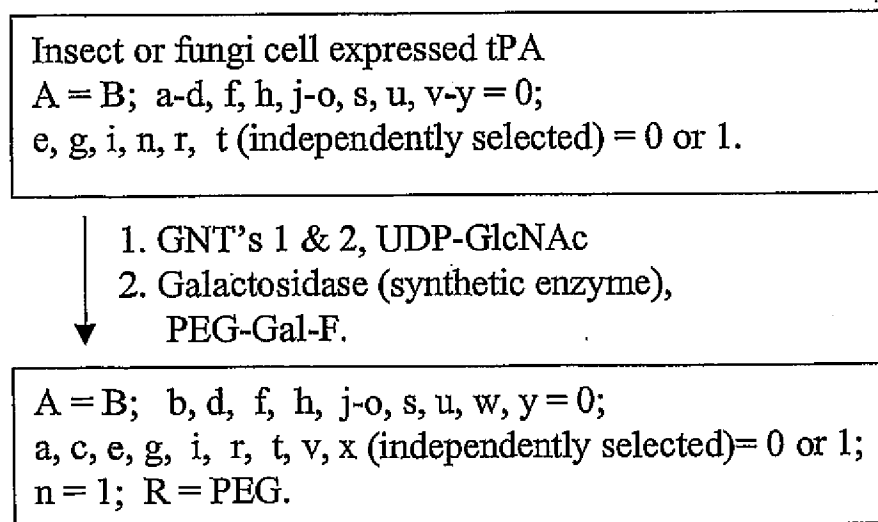 Insect or fungi cell expressed tPA
A = B; a-d, f, h, j-o, s, u, v-y = 0;
e, g, i, n, r, t (independently selected) = 0 or 1.
1. GNT's 1 & 2, UDP-GlcNAc
2. Galactosidase (synthetic enzyme),
PEG-Gal-F.
A = B; b, d, f, h, j-o, s, u, w, y = 0;
a, c, e, g, i, r, t, v, x (independently selected)= 0 or 1;
n = 1; R = PEG.